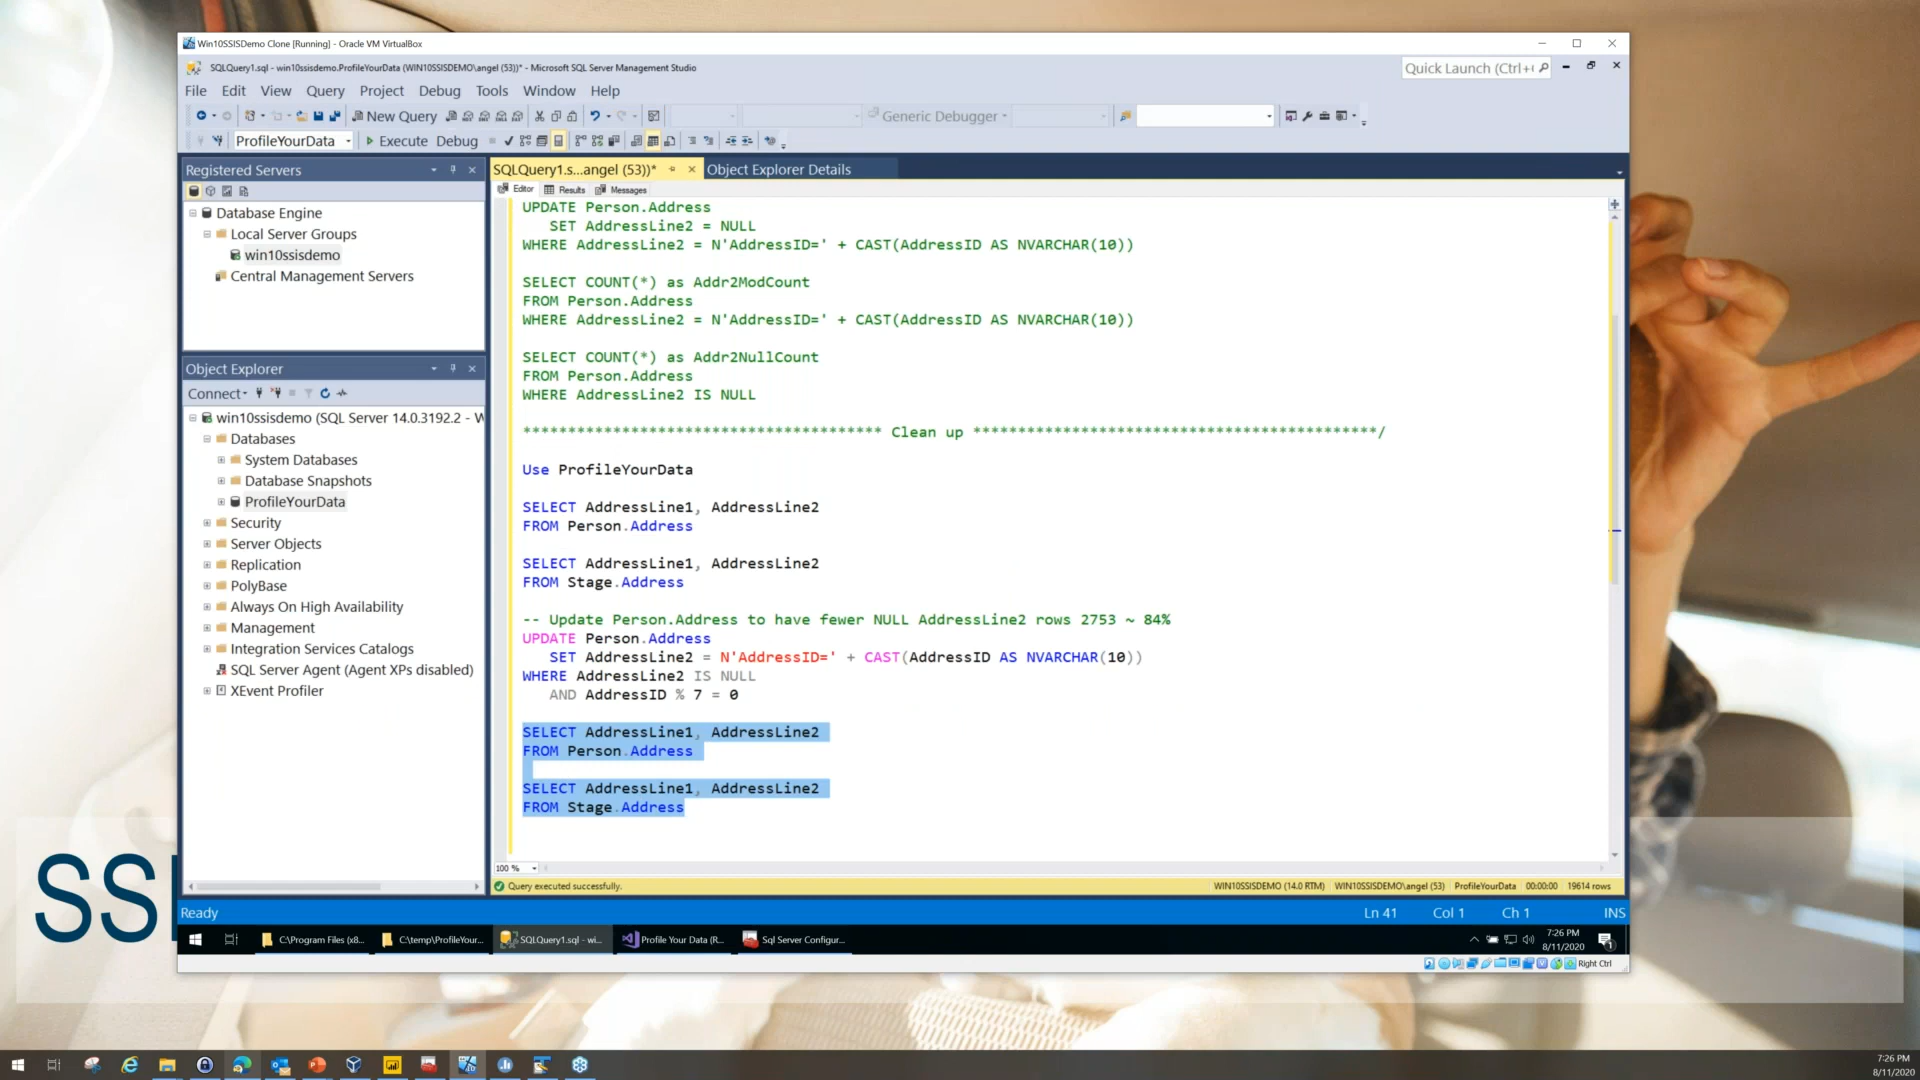 Win10SSISDemo Clone [Running] - Oracle VM VirtualBox
SQLQuery1.sql - win10ssisdemo.ProfileYourData (WIN10SSISDEMO\angel (53))* - Microsoft SQL Server Management Studio
Quick Launch (Ctrl+
File Edit View Query Project Debug Tools Window Help
New Query
Generic Debugger
ProfileYourData
Execute Debug
Registered Servers
Database Engine
Local Server Groups
win10ssisdemo
Central Management Servers
Object Explorer
Connect
win10ssisdemo (SQL Server 14.0.3192.2 - W
Databases
System Databases
Database Snapshots
ProfileYourData
Security
Server Objects
Replication
PolyBase
Always On High Availability
Management
Integration Services Catalogs
SQL Server Agent (Agent XPs disabled)
XEvent Profiler
SQLQuery1.s...angel (53))*
Object Explorer Details
Editor Results Messages
UPDATE Person.Address
SET AddressLine2 = NULL
WHERE AddressLine2 = N'AddressID=' + CAST(AddressID AS NVARCHAR(10))
SELECT COUNT(*) as Addr2ModCount
FROM Person.Address
WHERE AddressLine2 = N'AddressID=' + CAST(AddressID AS NVARCHAR(10))
SELECT COUNT(*) as Addr2NullCount
FROM Person.Address
WHERE AddressLine2 IS NULL
**************************************** Clean up *********************************************/
Use ProfileYourData
SELECT AddressLine1, AddressLine2
FROM Person.Address
SELECT AddressLine1, AddressLine2
FROM Stage.Address
-- Update Person.Address to have fewer NULL AddressLine2 rows 2753 ~ 84%
UPDATE Person.Address
SET AddressLine2 = N'AddressID=' + CAST(AddressID AS NVARCHAR(10))
WHERE AddressLine2 IS NULL
AND AddressID % 7 = 0
SELECT AddressLine1, AddressLine2
FROM Person.Address
SELECT AddressLine1, AddressLine2
FROM Stage.Address
100 %
Query executed successfully.
WIN10SSISDEMO (14.0 RTM) WIN10SSISDEMO\angel (53) ProfileYourData 00:00:00 19614 rows
Ready
Ln 41 Col 1 Ch 1 INS
C:\Program Files (x8...
C:\temp\ProfileYour...
SQLQuery1.sql - wi...
Profile Your Data (R...
Sql Server Configur...
7:26 PM
8/11/2020
1
Right Ctrl
SS
7:26 PM
8/11/2020